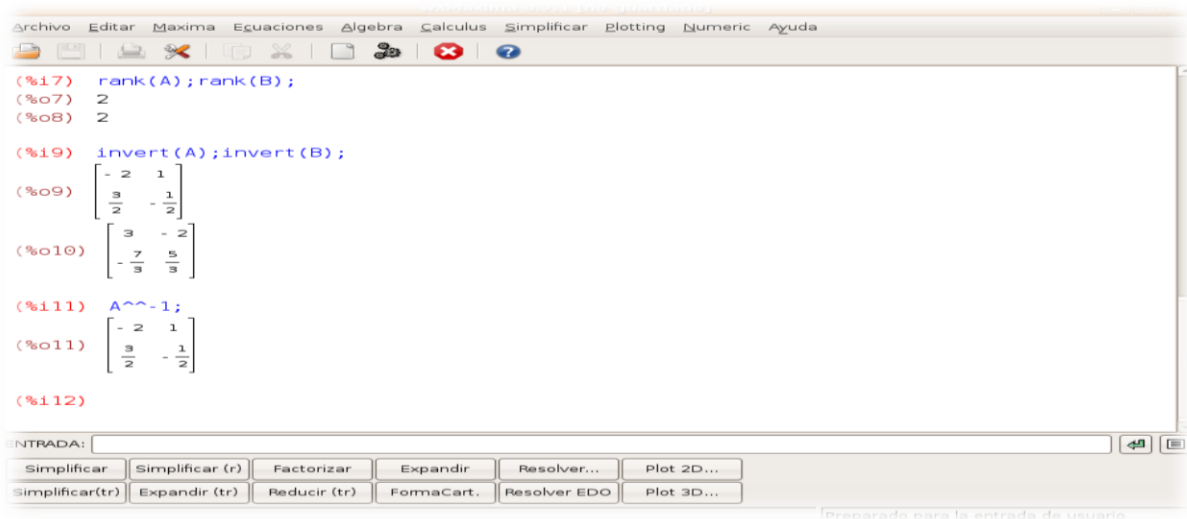 Archivo Editar Maxima Ecuaciones Algebra Calculus Simplificar Plotting Numeric Ayuda
(%i7) rank(A);rank(B);
(%o7) 2
(%o8) 2
(%i9) invert(A);invert(B);
(%o9) [ - 2 1 ]
[ 3/2 - 1/2 ]
(%o10) [ 3 - 2 ]
[ - 7/3 5/3 ]
(%i11) A^^-1;
(%o11) [ - 2 1 ]
[ 3/2 - 1/2 ]
(%i12)
ENTRADA:
Simplificar Simplificar (r) Factorizar Expandir Resolver... Plot 2D...
Simplificar(tr) Expandir (tr) Reducir (tr) FormaCart. Resolver EDO Plot 3D...
Preparado para la entrada de usuario